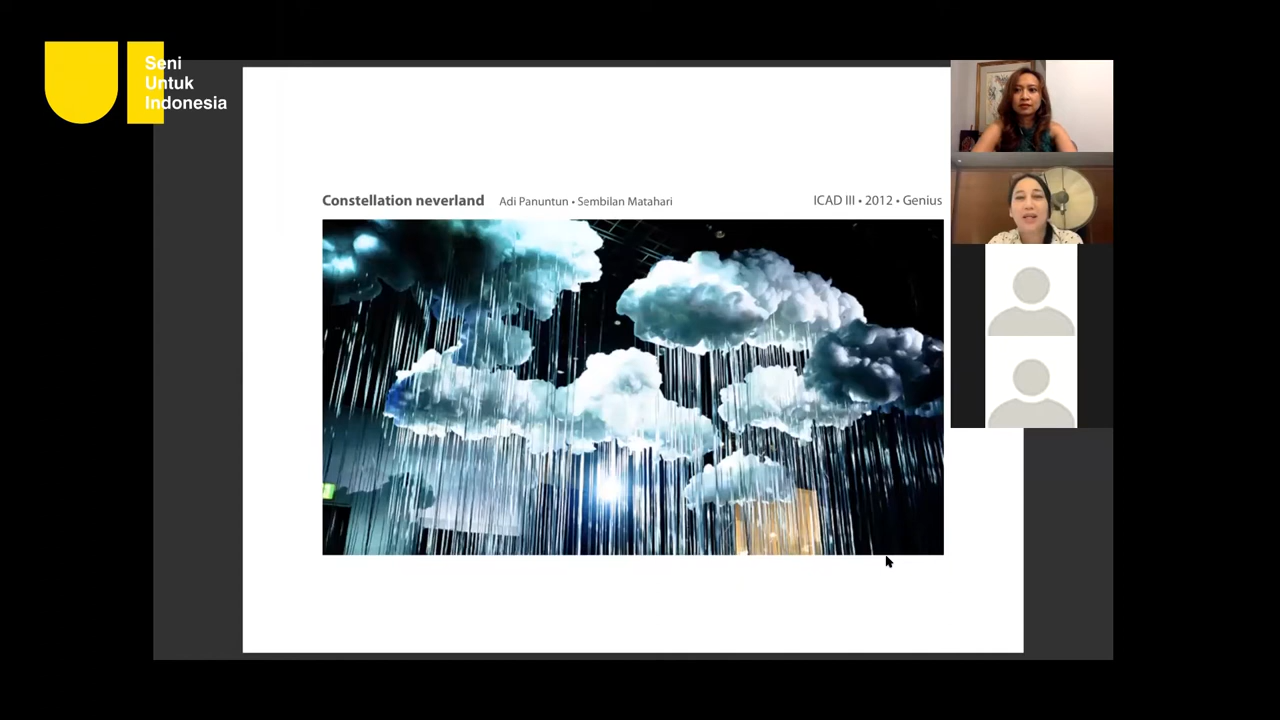 Seni
Untuk
Indonesia
Constellation neverland Adi Panuntun • Sembilan Matahari ICAD III • 2012 • Genius